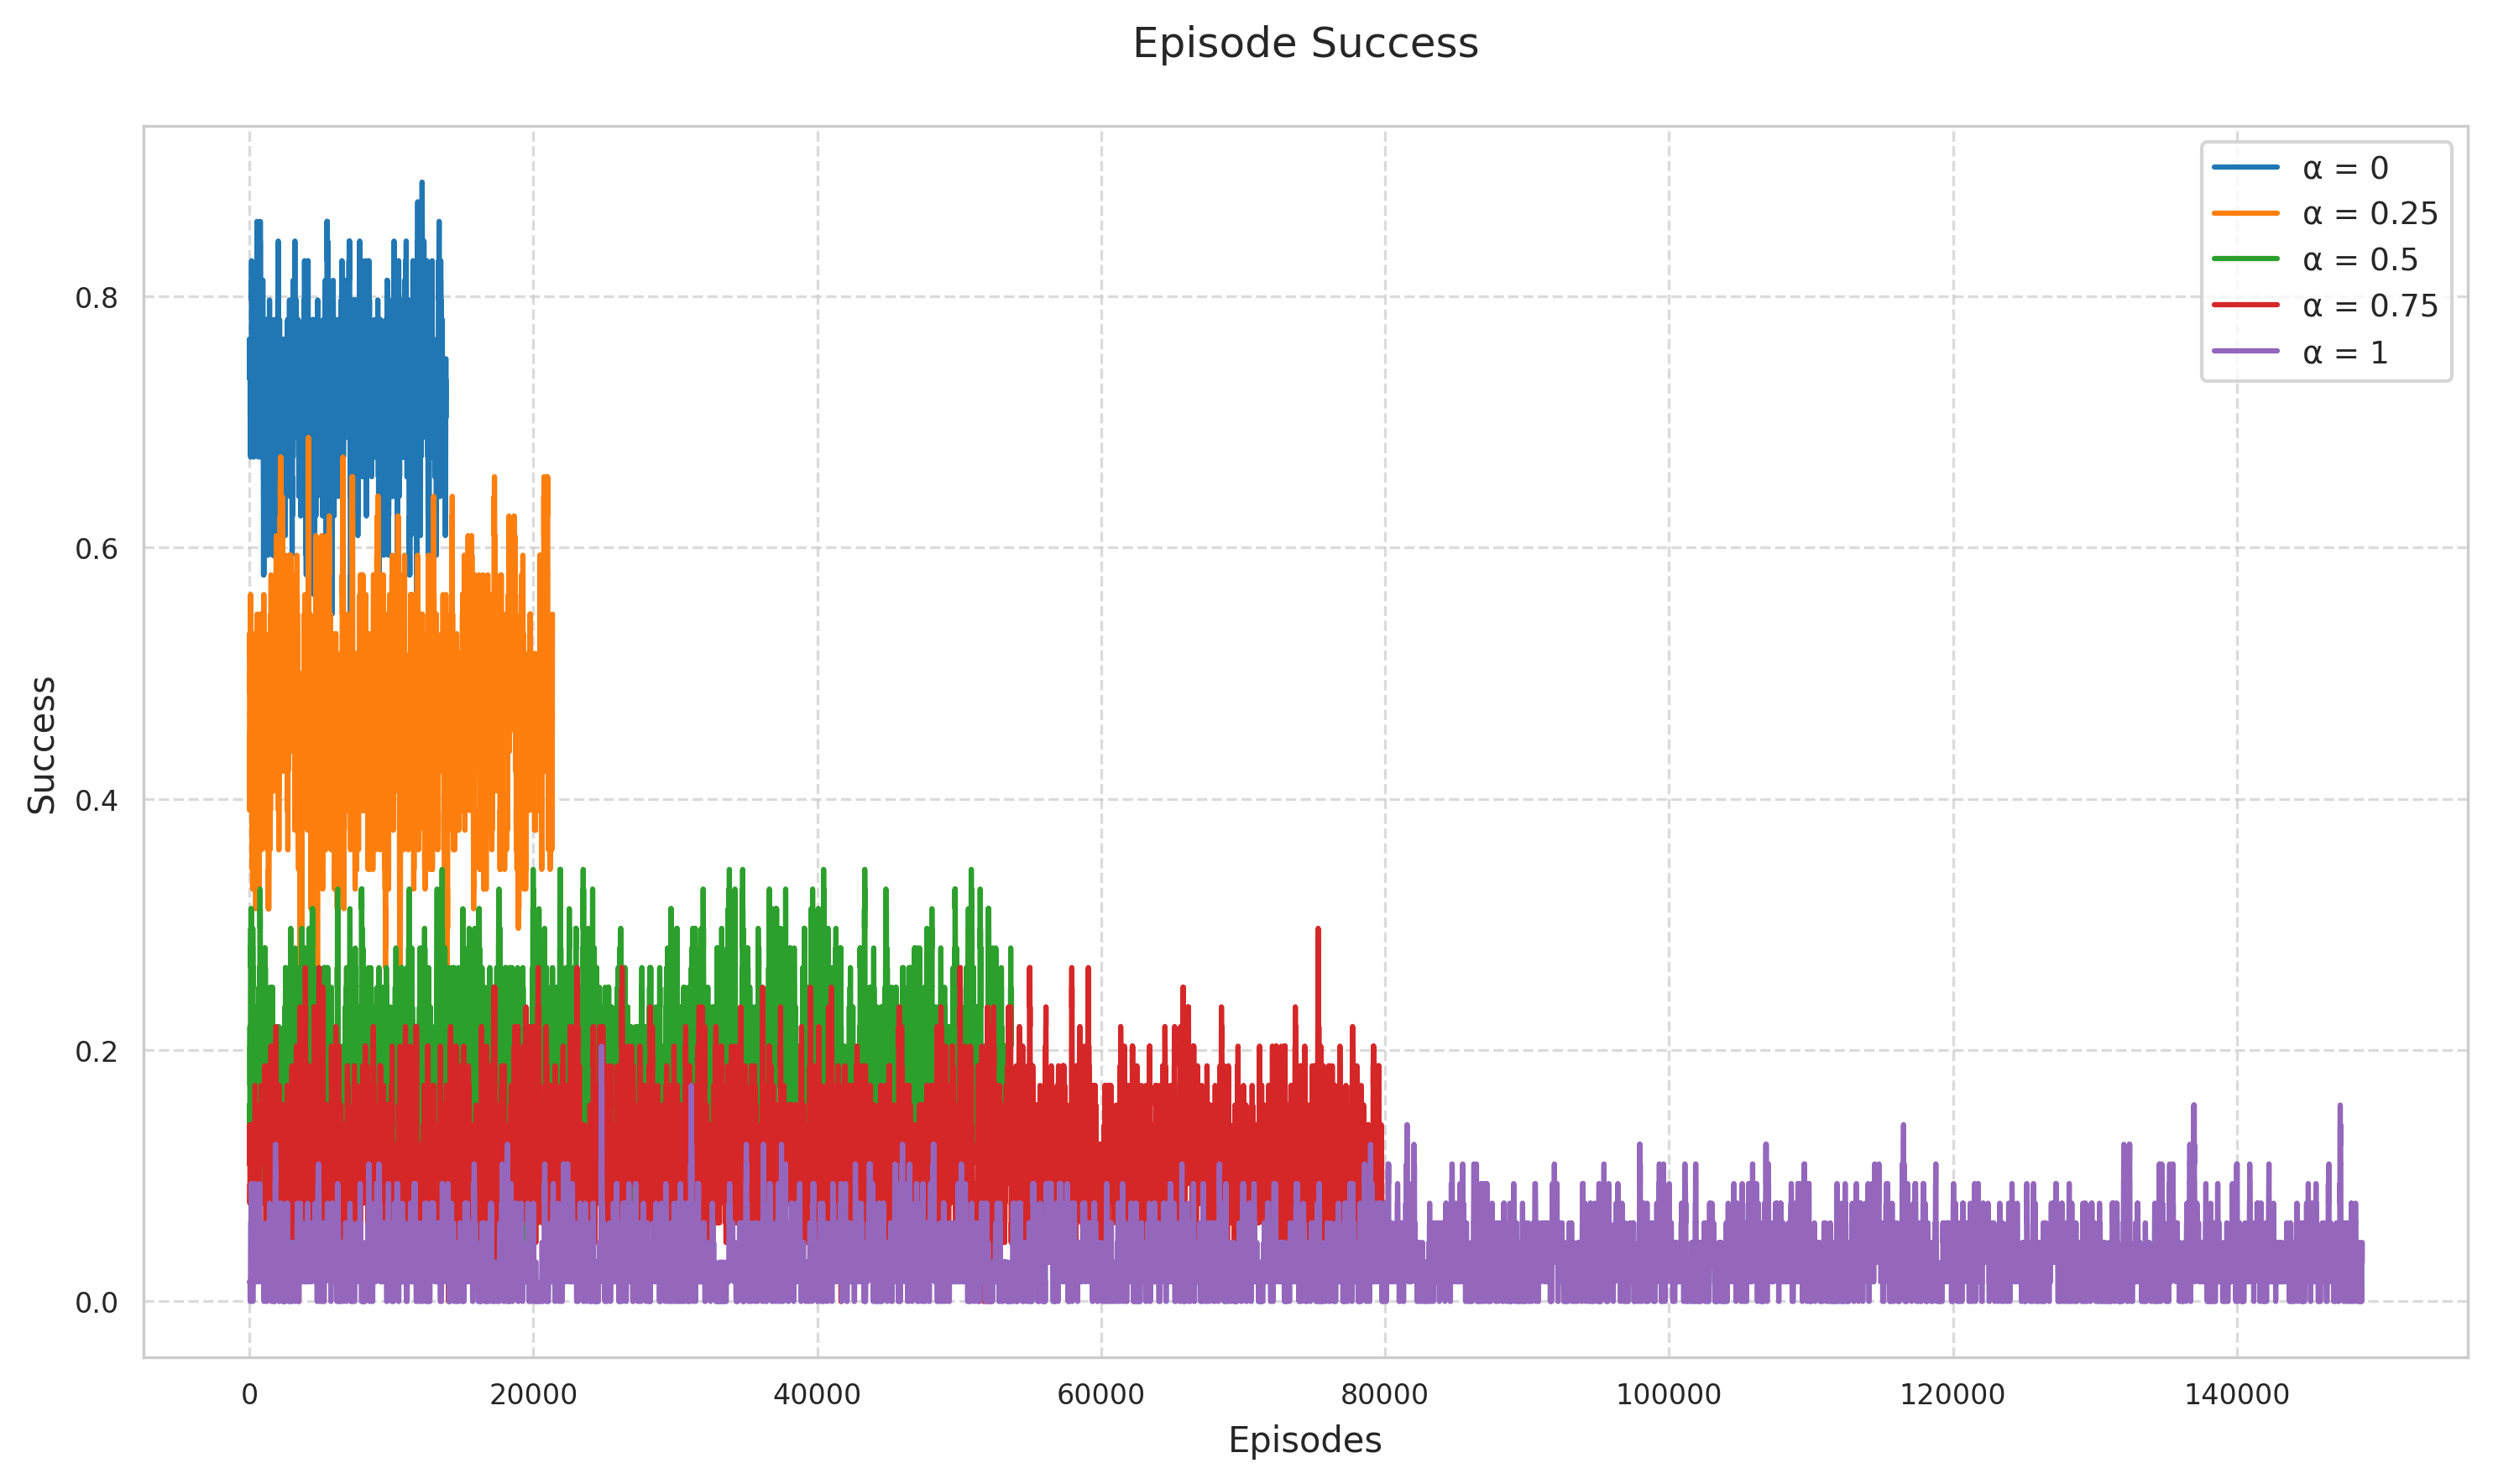 Episode Success
α = 0
α = 0.25
α = 0.5
α = 0.75
α = 1
Success
0.8
0.6
0.4
0.2
0.0
0 20000 40000 60000 80000 100000 120000 140000
Episodes